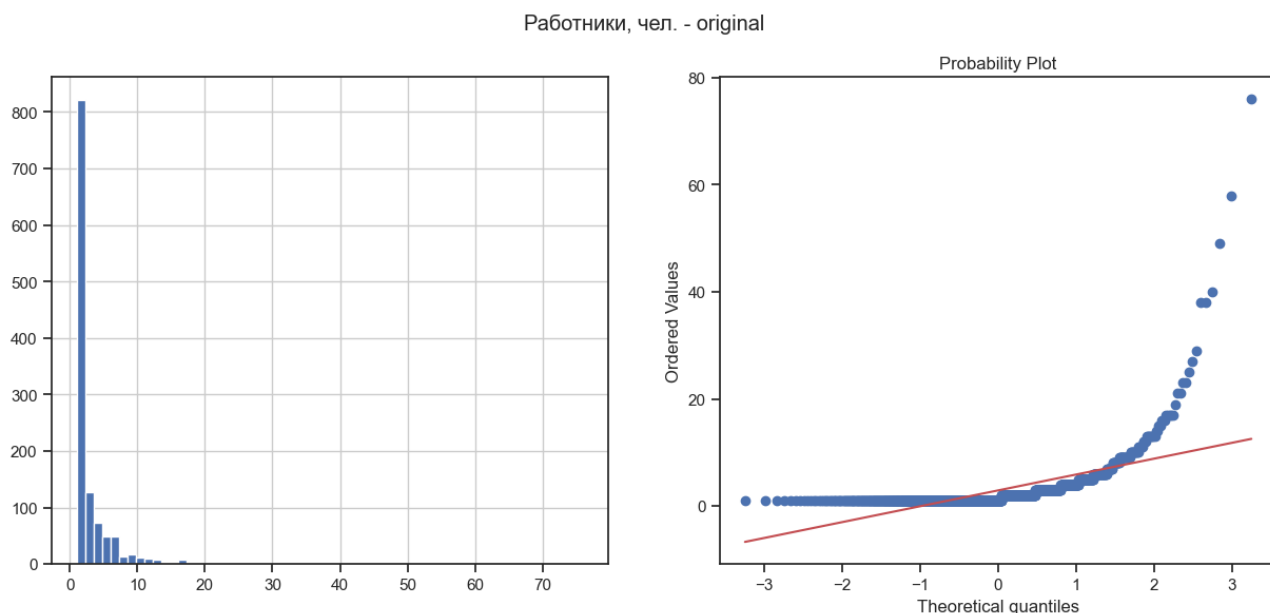 Работники, чел. - original
800
700
600
500
400
300
200
100
0
0 10 20 30 40 50 60 70
Probability Plot
80
60
40
20
0
Ordered Values
−3 −2 −1 0 1 2 3
Theoretical quantiles